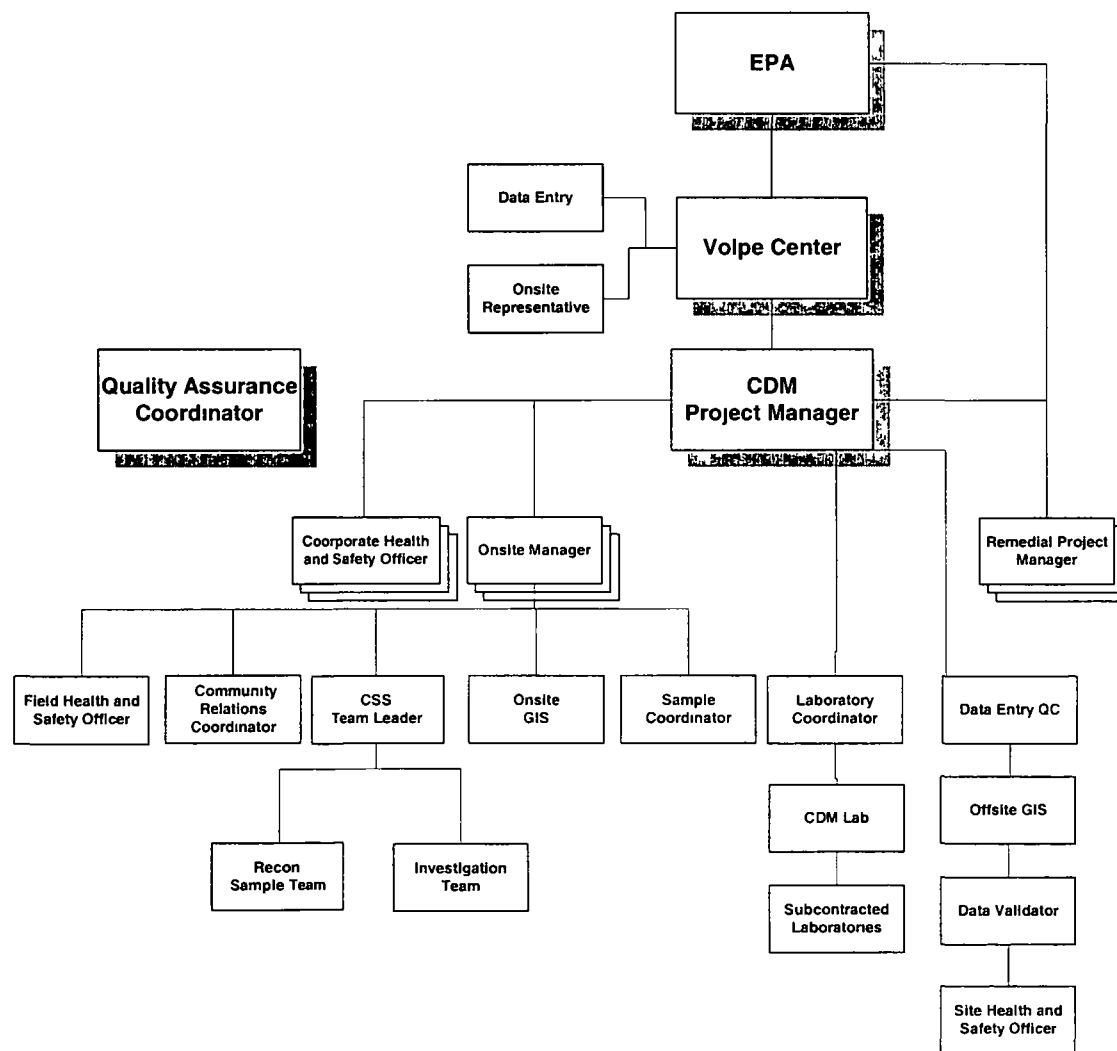 EPA
Data Entry
Volpe Center
Onsite
Representative
Quality Assurance
Coordinator
CDM
Project Manager
Coorporate Health
and Safety Officer
Onsite Manager
Remedial Project
Manager
Field Health and
Safety Officer
Community
Relations
Coordinator
CSS
Team Leader
Onsite
GIS
Sample
Coordinator
Laboratory
Coordinator
Data Entry QC
CDM Lab
Offsite GIS
Recon
Sample Team
Investigation
Team
Subcontracted
Laboratories
Data Validator
Site Health and
Safety Officer